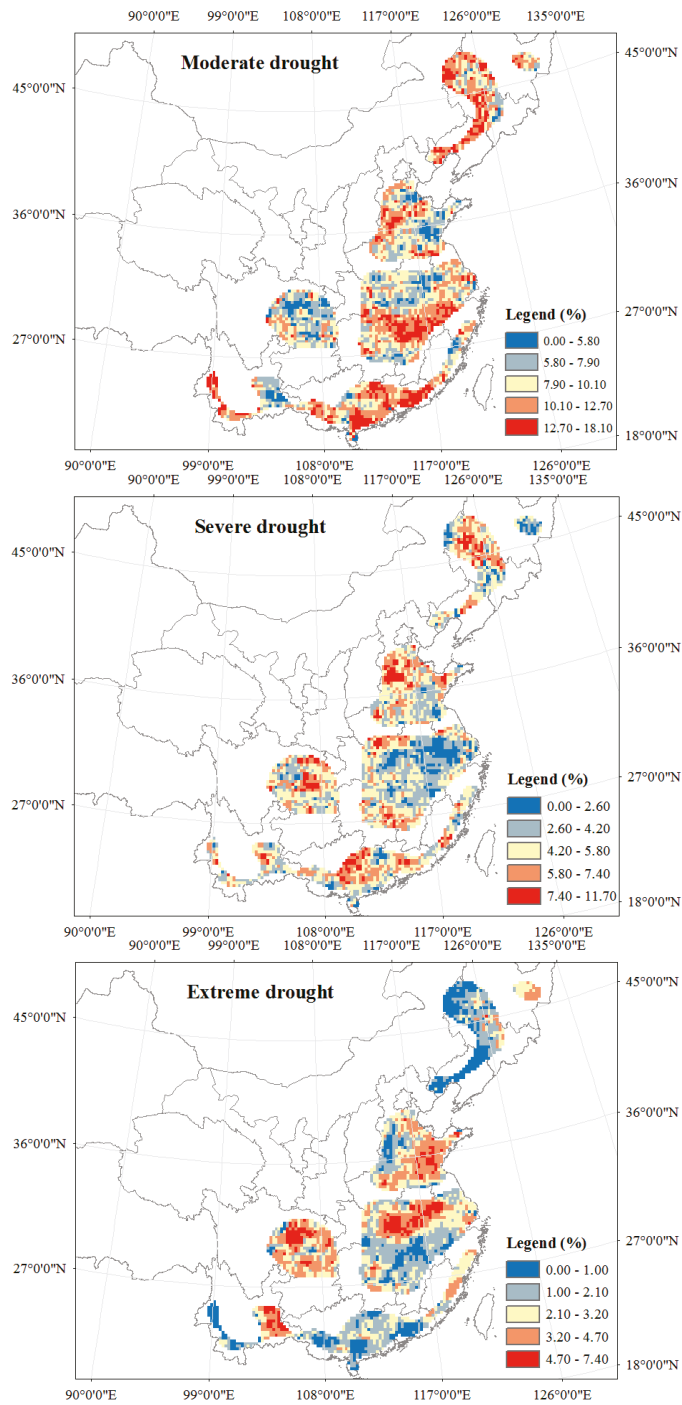 90°0'0"E 99°0'0"E 108°0'0"E 117°0'0"E 126°0'0"E 135°0'0"E
Moderate drought
45°0'0"N 45°0'0"N
36°0'0"N 36°0'0"N
27°0'0"N 27°0'0"N
Legend (%)
0.00 - 5.80
5.80 - 7.90
7.90 - 10.10
10.10 - 12.70
12.70 - 18.10
18°0'0"N
90°0'0"E 99°0'0"E 108°0'0"E 117°0'0"E 126°0'0"E
90°0'0"E 99°0'0"E 108°0'0"E 117°0'0"E 126°0'0"E 135°0'0"E
Severe drought
45°0'0"N 45°0'0"N
36°0'0"N 36°0'0"N
27°0'0"N 27°0'0"N
Legend (%)
0.00 - 2.60
2.60 - 4.20
4.20 - 5.80
5.80 - 7.40
7.40 - 11.70
18°0'0"N
90°0'0"E 99°0'0"E 108°0'0"E 117°0'0"E 126°0'0"E
90°0'0"E 99°0'0"E 108°0'0"E 117°0'0"E 126°0'0"E 135°0'0"E
Extreme drought
45°0'0"N 45°0'0"N
36°0'0"N 36°0'0"N
27°0'0"N 27°0'0"N
Legend (%)
0.00 - 1.00
1.00 - 2.10
2.10 - 3.20
3.20 - 4.70
4.70 - 7.40
18°0'0"N
90°0'0"E 99°0'0"E 108°0'0"E 117°0'0"E 126°0'0"E